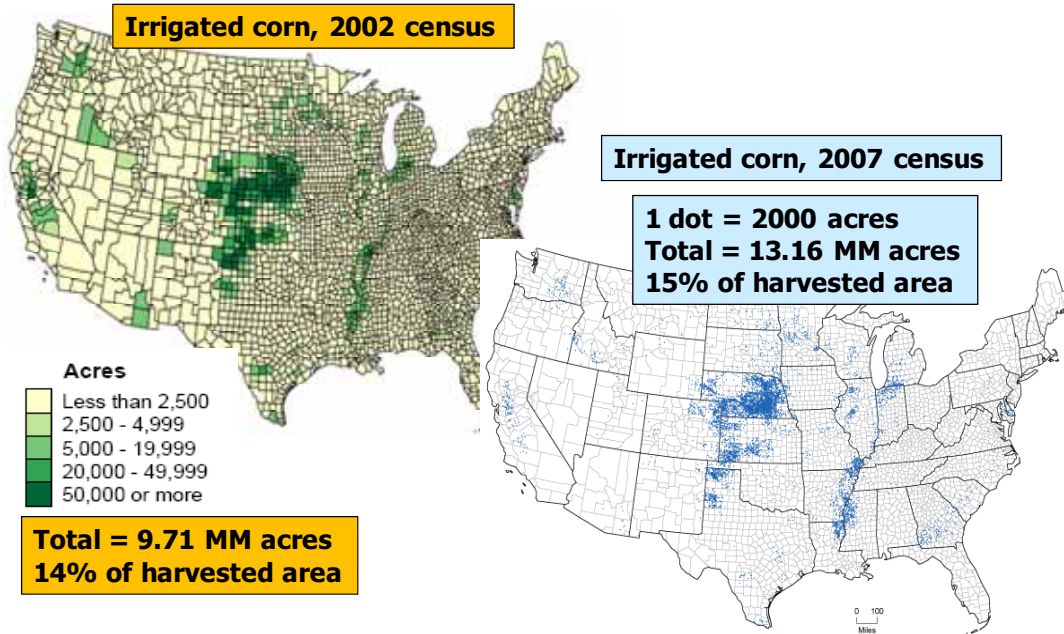 Irrigated corn, 2002 census
Irrigated corn, 2007 census
1 dot = 2000 acres
Total = 13.16 MM acres
15% of harvested area
Acres
Less than 2,500
2,500 - 4,999
5,000 - 19,999
20,000 - 49,999
50,000 or more
Total = 9.71 MM acres
14% of harvested area
0 100
Miles